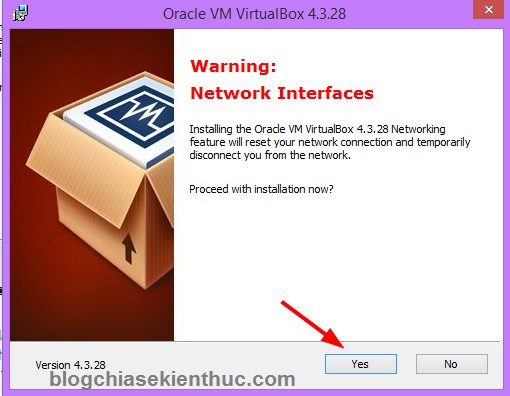 Oracle VM VirtualBox 4.3.28
Warning:
Network Interfaces
Installing the Oracle VM VirtualBox 4.3.28 Networking
feature will reset your network connection and temporarily
disconnect you from the network.
Proceed with installation now?
Version 4.3.28
Yes
No
blogchiasekienthuc.com